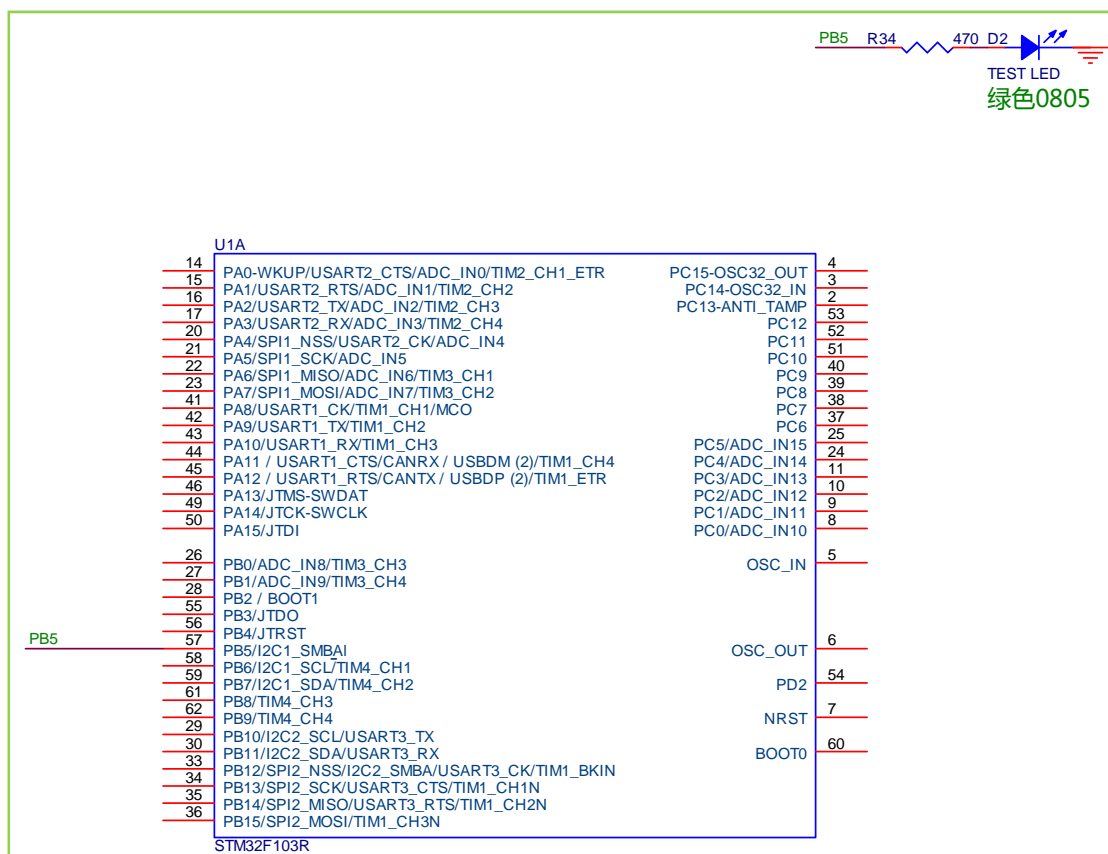 PB5 R34 470 D2
TEST LED
绿色0805
U1A
14 PA0-WKUP/USART2_CTS/ADC_IN0/TIM2_CH1_ETR PC15-OSC32_OUT 4
15 PA1/USART2_RTS/ADC_IN1/TIM2_CH2 PC14-OSC32_IN 3
16 PA2/USART2_TX/ADC_IN2/TIM2_CH3 PC13-ANTI_TAMP 2
17 PA3/USART2_RX/ADC_IN3/TIM2_CH4 PC12 53
20 PA4/SPI1_NSS/USART2_CK/ADC_IN4 PC11 52
21 PA5/SPI1_SCK/ADC_IN5 PC10 51
22 PA6/SPI1_MISO/ADC_IN6/TIM3_CH1 PC9 40
23 PA7/SPI1_MOSI/ADC_IN7/TIM3_CH2 PC8 39
41 PA8/USART1_CK/TIM1_CH1/MCO PC7 38
42 PA9/USART1_TX/TIM1_CH2 PC6 37
43 PA10/USART1_RX/TIM1_CH3 PC5/ADC_IN15 25
44 PA11 / USART1_CTS/CANRX / USBDM (2)/TIM1_CH4 PC4/ADC_IN14 24
45 PA12 / USART1_RTS/CANTX / USBDP (2)/TIM1_ETR PC3/ADC_IN13 11
46 PA13/JTMS-SWDAT PC2/ADC_IN12 10
49 PA14/JTCK-SWCLK PC1/ADC_IN11 9
50 PA15/JTDI PC0/ADC_IN10 8
26 PB0/ADC_IN8/TIM3_CH3 OSC_IN 5
27 PB1/ADC_IN9/TIM3_CH4
28 PB2 / BOOT1
55 PB3/JTDO
56 PB4/JTRST
PB5 57 PB5/I2C1_SMBAI OSC_OUT 6
58 PB6/I2C1_SCL/TIM4_CH1
59 PB7/I2C1_SDA/TIM4_CH2 PD2 54
61 PB8/TIM4_CH3
62 PB9/TIM4_CH4 NRST 7
29 PB10/I2C2_SCL/USART3_TX
30 PB11/I2C2_SDA/USART3_RX BOOT0 60
33 PB12/SPI2_NSS/I2C2_SMBA/USART3_CK/TIM1_BKIN
34 PB13/SPI2_SCK/USART3_CTS/TIM1_CH1N
35 PB14/SPI2_MISO/USART3_RTS/TIM1_CH2N
36 PB15/SPI2_MOSI/TIM1_CH3N
STM32F103R